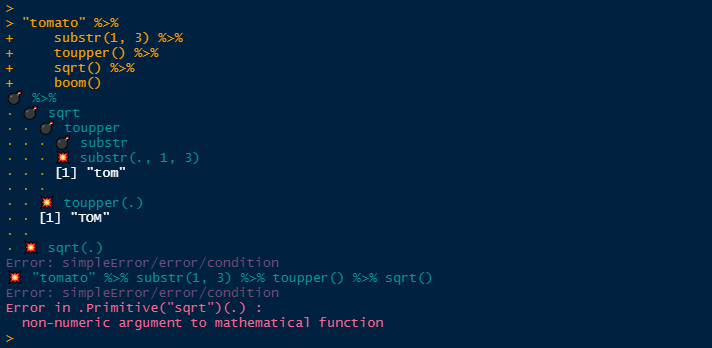 >
> "tomato" %>%
+     substr(1, 3) %>%
+     toupper() %>%
+     sqrt() %>%
+     boom()
💣 %>%
· 💣 sqrt
· · 💣 toupper
· · · 💣 substr
· · · 💥 substr(., 1, 3)
· · · [1] "tom"
· · ·
· · 💥 toupper(.)
· · [1] "TOM"
· ·
· 💥 sqrt(.)
Error: simpleError/error/condition
💥 "tomato" %>% substr(1, 3) %>% toupper() %>% sqrt()
Error: simpleError/error/condition
Error in .Primitive("sqrt")(.) :
  non-numeric argument to mathematical function
>